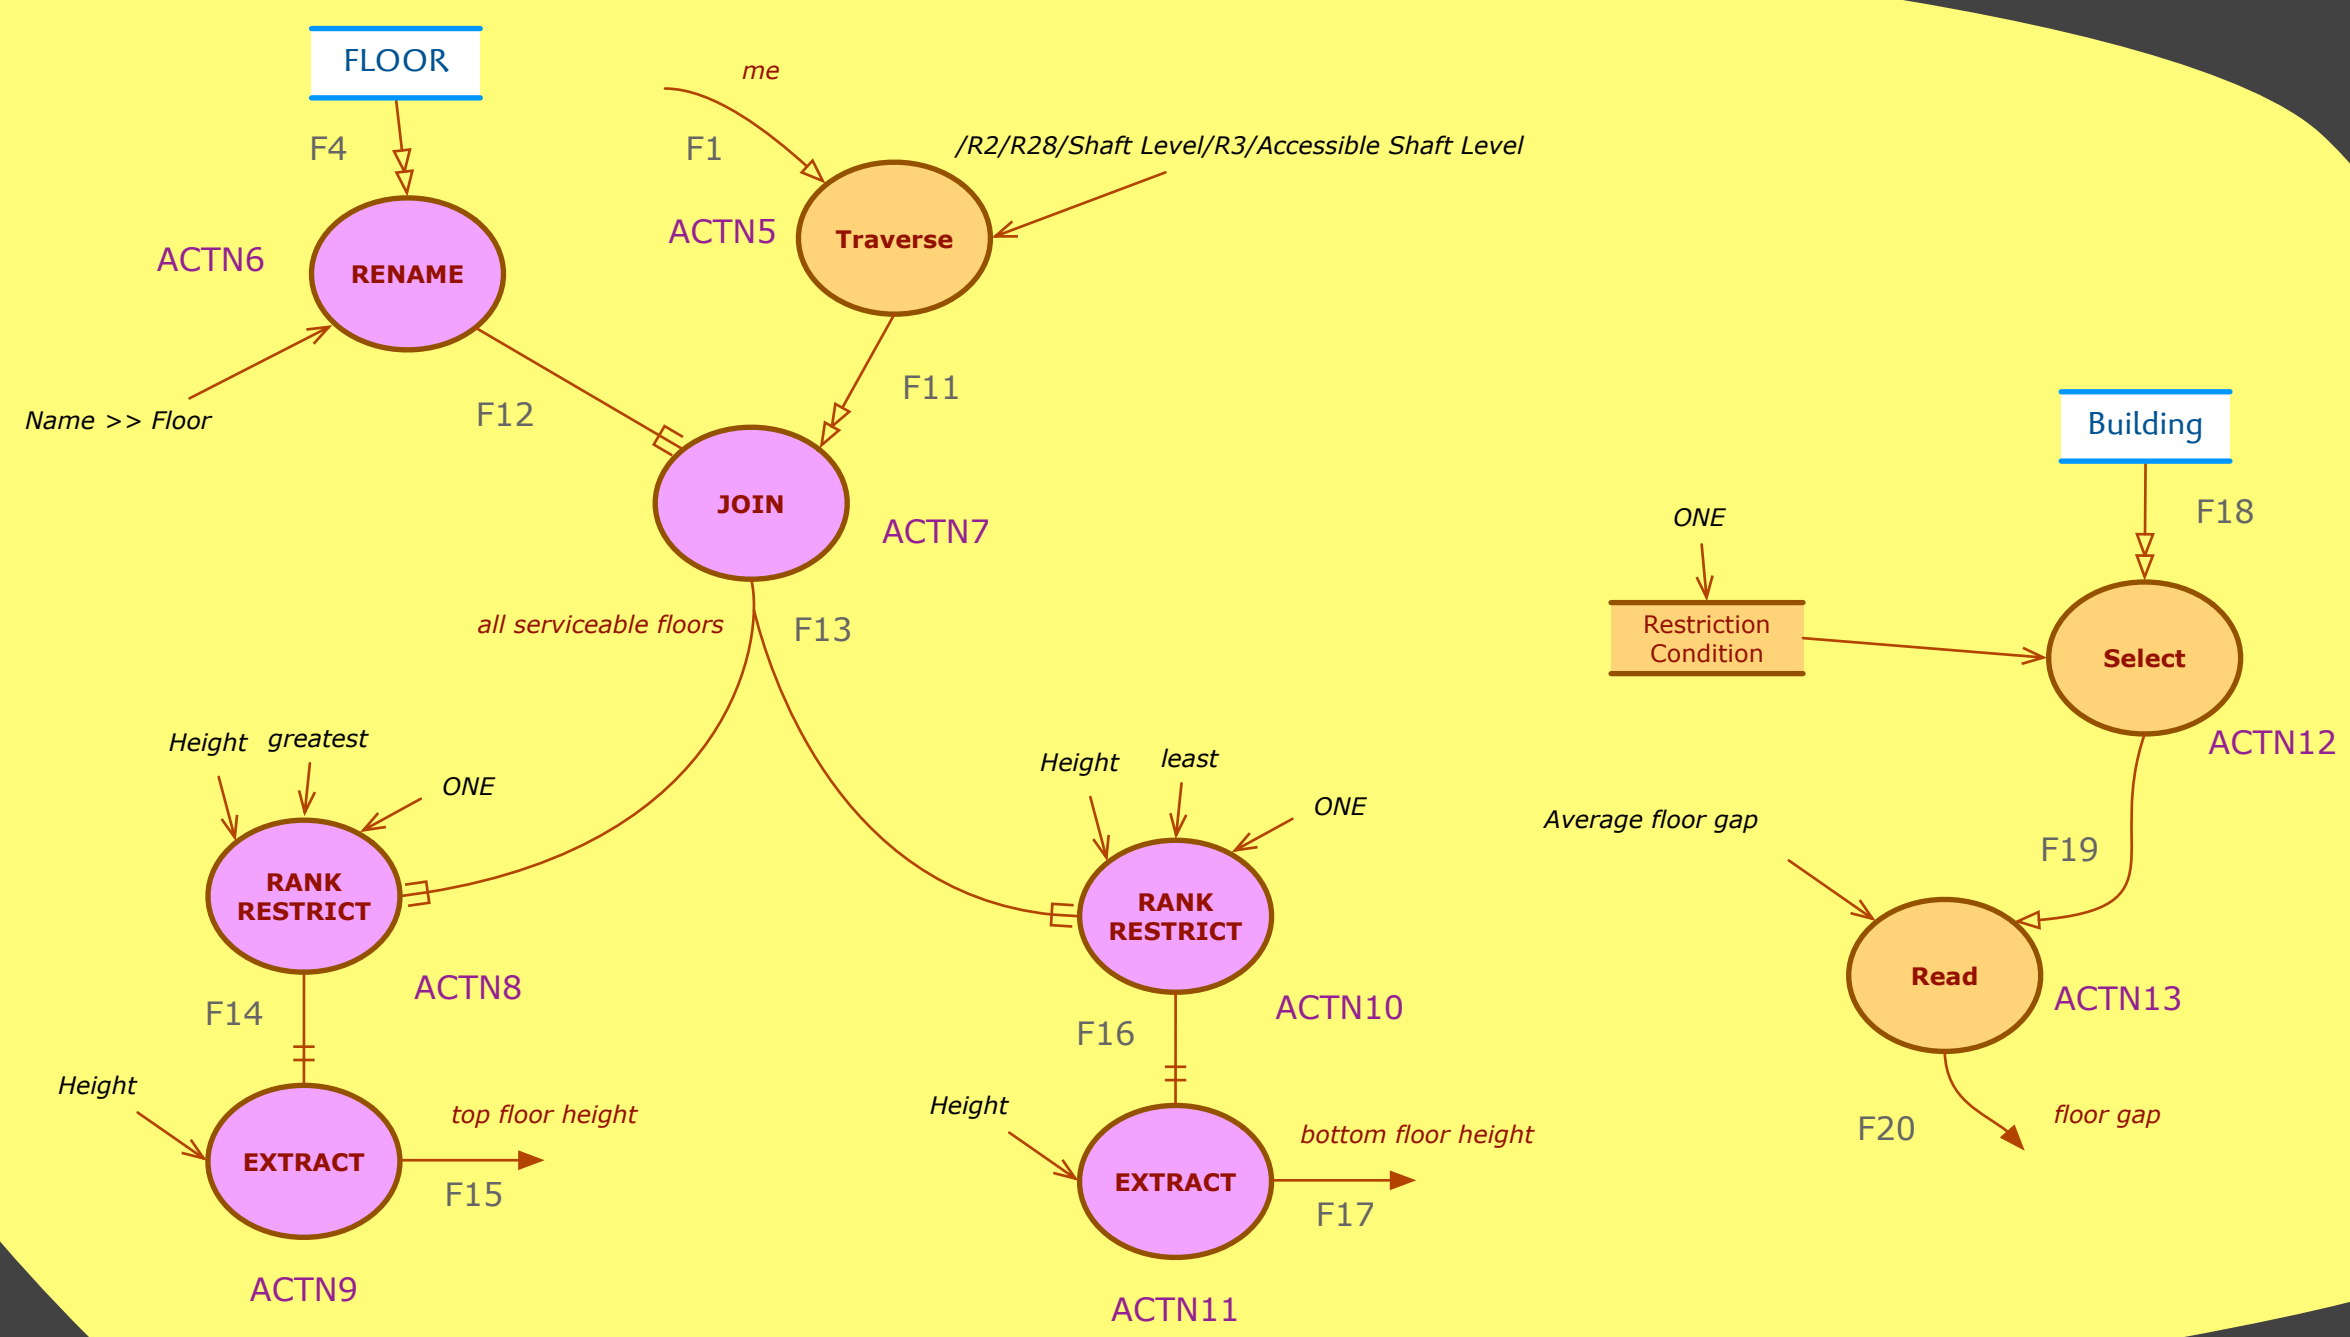 FLOOR
me
F4
F1
/R2/R28/Shaft Level/R3/Accessible Shaft Level
ACTN5
Traverse
ACTN6
RENAME
F11
Name >> Floor
F12
Building
JOIN
ACTN7
ONE
F18
all serviceable floors
F13
Restriction
Condition
Select
ACTN12
Height
greatest
ONE
Height
least
ONE
Average floor gap
F19
RANK
RESTRICT
RANK
RESTRICT
Read
ACTN8
ACTN10
ACTN13
F14
F16
Height
top floor height
Height
bottom floor height
F20
floor gap
EXTRACT
F15
EXTRACT
F17
ACTN9
ACTN11